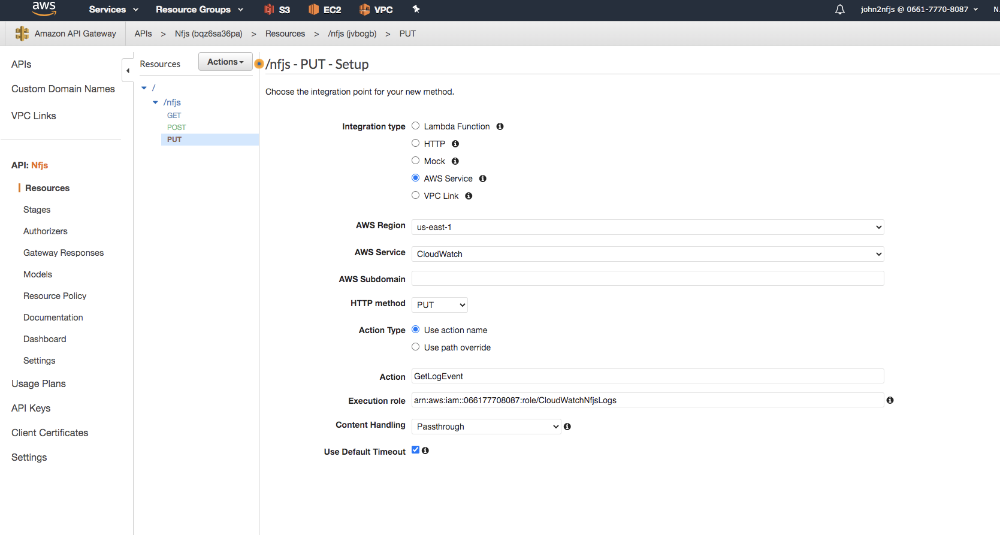 aws Services Resource Groups S3 EC2 VPC john2nfjs @ 0661-7770-8087 N.
Amazon API Gateway APIs > Nfjs (bqz6sa36pa) > Resources > /nfjs (jvbogb) > PUT
APIs
Custom Domain Names
VPC Links
API: Nfjs
Resources
Stages
Authorizers
Gateway Responses
Models
Resource Policy
Documentation
Dashboard
Settings
Usage Plans
API Keys
Client Certificates
Settings
Resources Actions
/
/nfjs
GET
POST
PUT
/nfjs - PUT - Setup
Choose the integration point for your new method.
Integration type Lambda Function
HTTP
Mock
AWS Service
VPC Link
AWS Region us-east-1
AWS Service CloudWatch
AWS Subdomain
HTTP method PUT
Action Type Use action name
Use path override
Action GetLogEvent
Execution role arn:aws:iam::066177708087:role/CloudWatchNfjsLogs
Content Handling Passthrough
Use Default Timeout